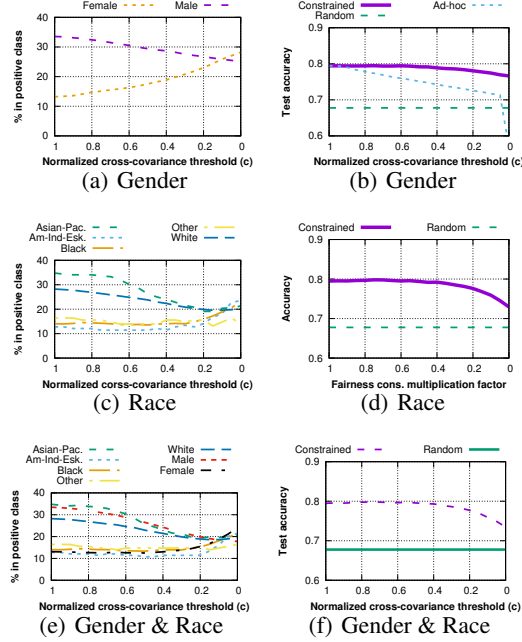 Female Male
% in positive class
40
30
20
10
0
1 0.8 0.6 0.4 0.2 0
Normalized cross-covariance threshold (c)
(a) Gender
Constrained Ad-hoc
Random
Test accuracy
0.9
0.8
0.7
0.6
1 0.8 0.6 0.4 0.2 0
Normalized cross-covariance threshold (c)
(b) Gender
Asian-Pac. Other
Am-Ind-Esk. White
Black
% in positive class
50
40
30
20
10
0
1 0.8 0.6 0.4 0.2 0
Normalized corss-covariance threshold (c)
(c) Race
Constrained Random
Accuracy
0.9
0.8
0.7
0.6
1 0.8 0.6 0.4 0.2 0
Fairness cons. multiplication factor
(d) Race
Asian-Pac. White
Am-Ind-Esk. Male
Black Female
Other
% in positive class
40
30
20
10
0
1 0.8 0.6 0.4 0.2 0
Normalized cross-covariance threshold (c)
(e) Gender & Race
Constrained Random
Test accuracy
0.9
0.8
0.7
0.6
1 0.8 0.6 0.4 0.2 0
Normalized cross-covariance threshold (c)
(f) Gender & Race